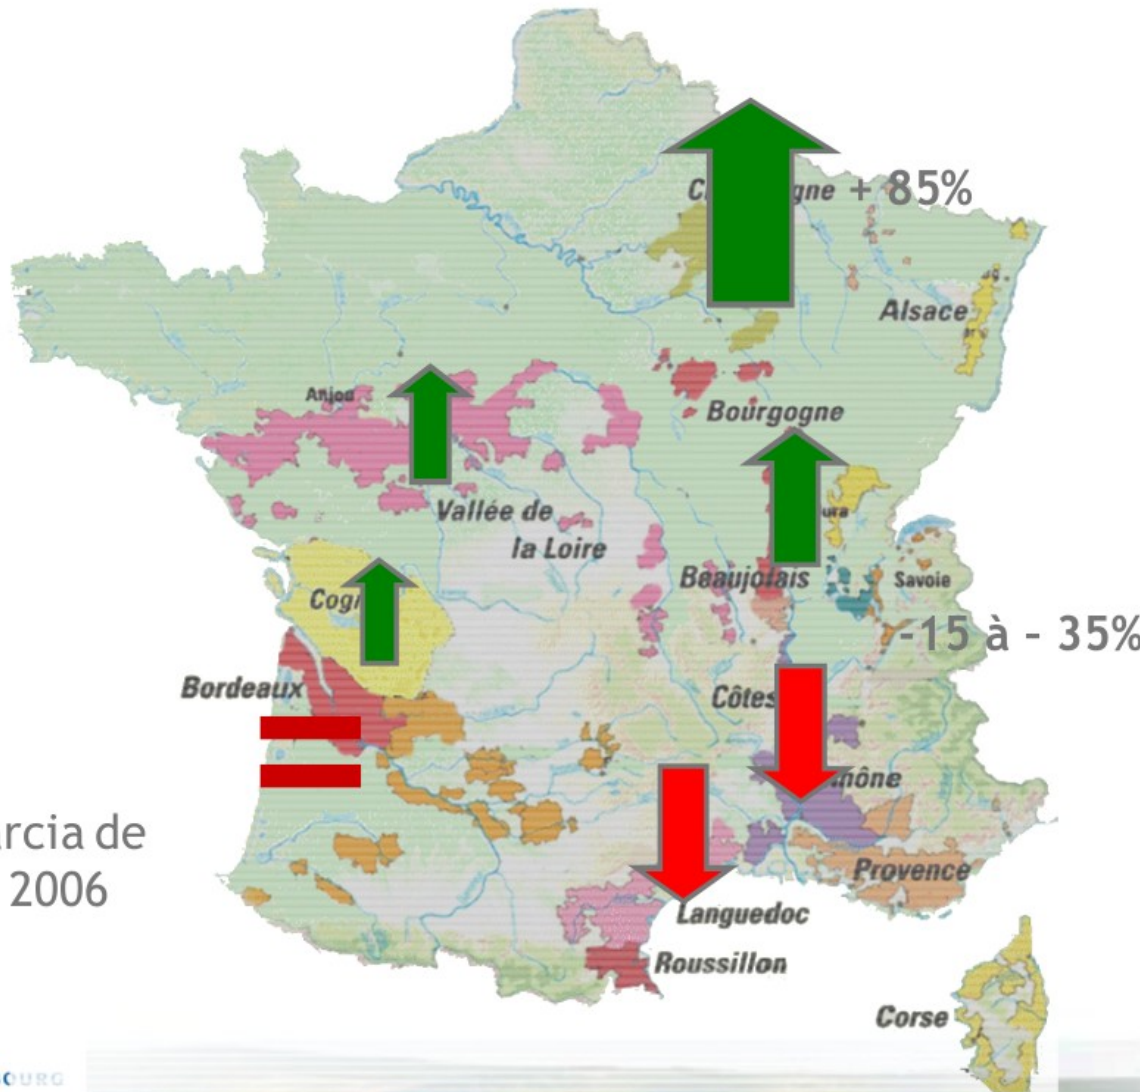 + 85%
Alsace
Anjou
Bourgogne
Vallée de
la Loire
Beaujolais
Savoie
-15 à - 35%
Bordeaux
Côtes
de
2006
Provence
Languedoc
Roussillon
Corse